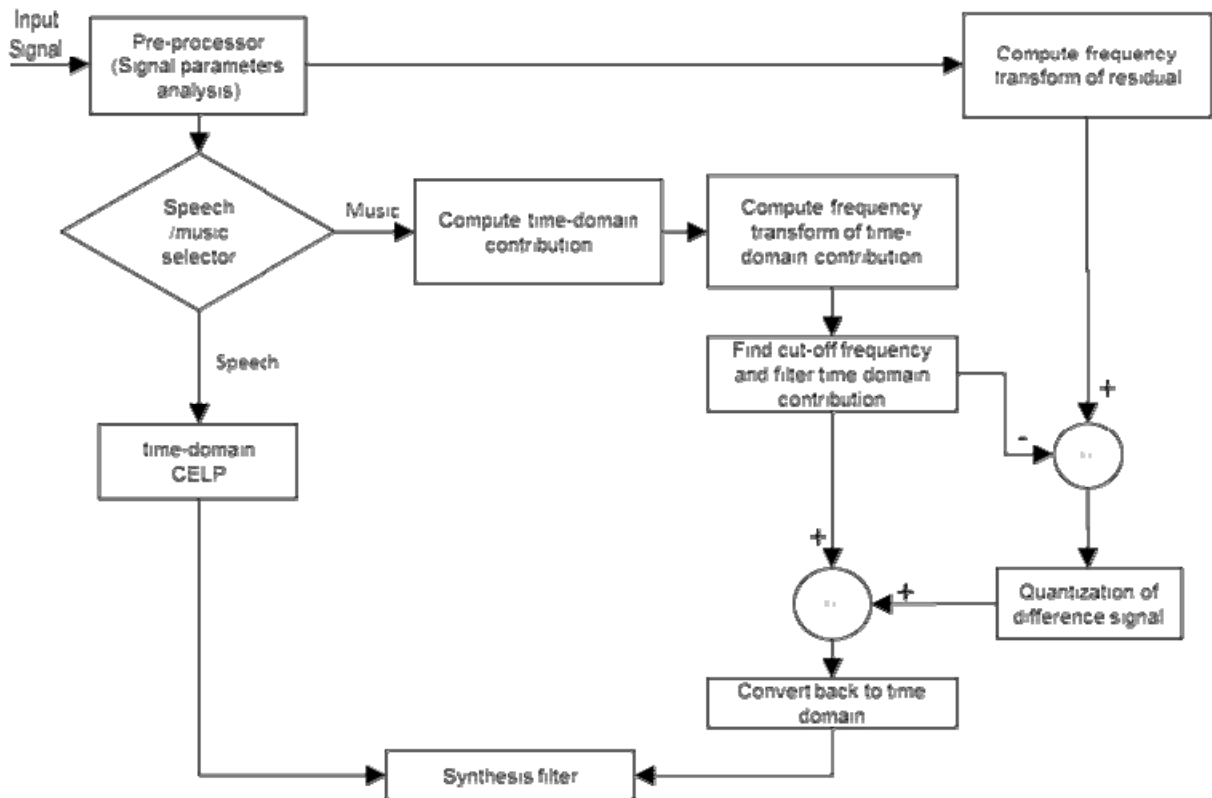 Input
Signal
Pre-processor
(Signal parameters
analysis)
Compute frequency
transform of residual
Speech
/music
selector
Music
Compute time-domain
contribution
Compute frequency
transform of time-
domain contribution
Speech
Find cut-off frequency
and filter time domain
contribution
+
-
time-domain
CELP
+
+
Quantization of
difference signal
Convert back to time
domain
Synthesis filter